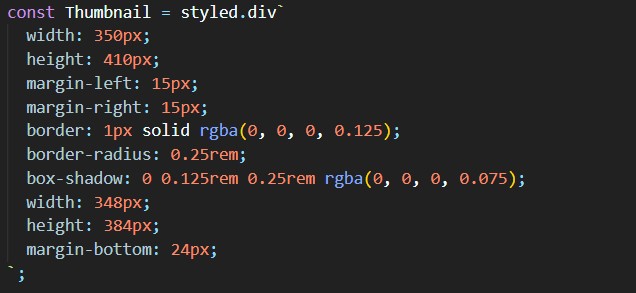 const Thumbnail = styled.div`
  width: 350px;
  height: 410px;
  margin-left: 15px;
  margin-right: 15px;
  border: 1px solid rgba(0, 0, 0, 0.125);
  border-radius: 0.25rem;
  box-shadow: 0 0.125rem 0.25rem rgba(0, 0, 0, 0.075);
  width: 348px;
  height: 384px;
  margin-bottom: 24px;
`;